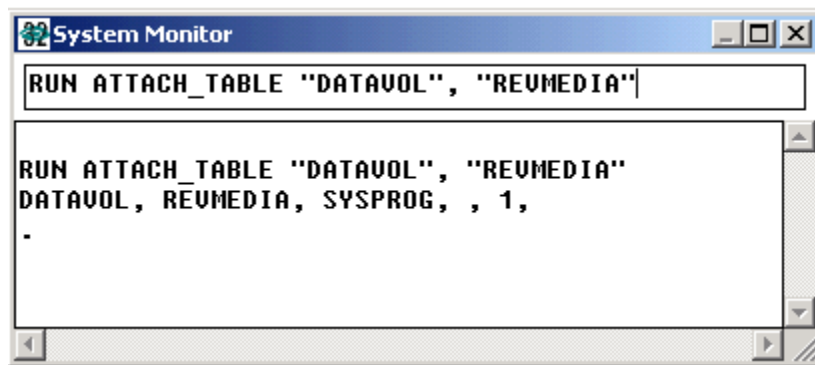 System Monitor
RUN ATTACH_TABLE "DATAVOL", "REVMEDIA"
RUN ATTACH_TABLE "DATAVOL", "REVMEDIA"
DATAVOL, REVMEDIA, SYSPROG, , 1,
.